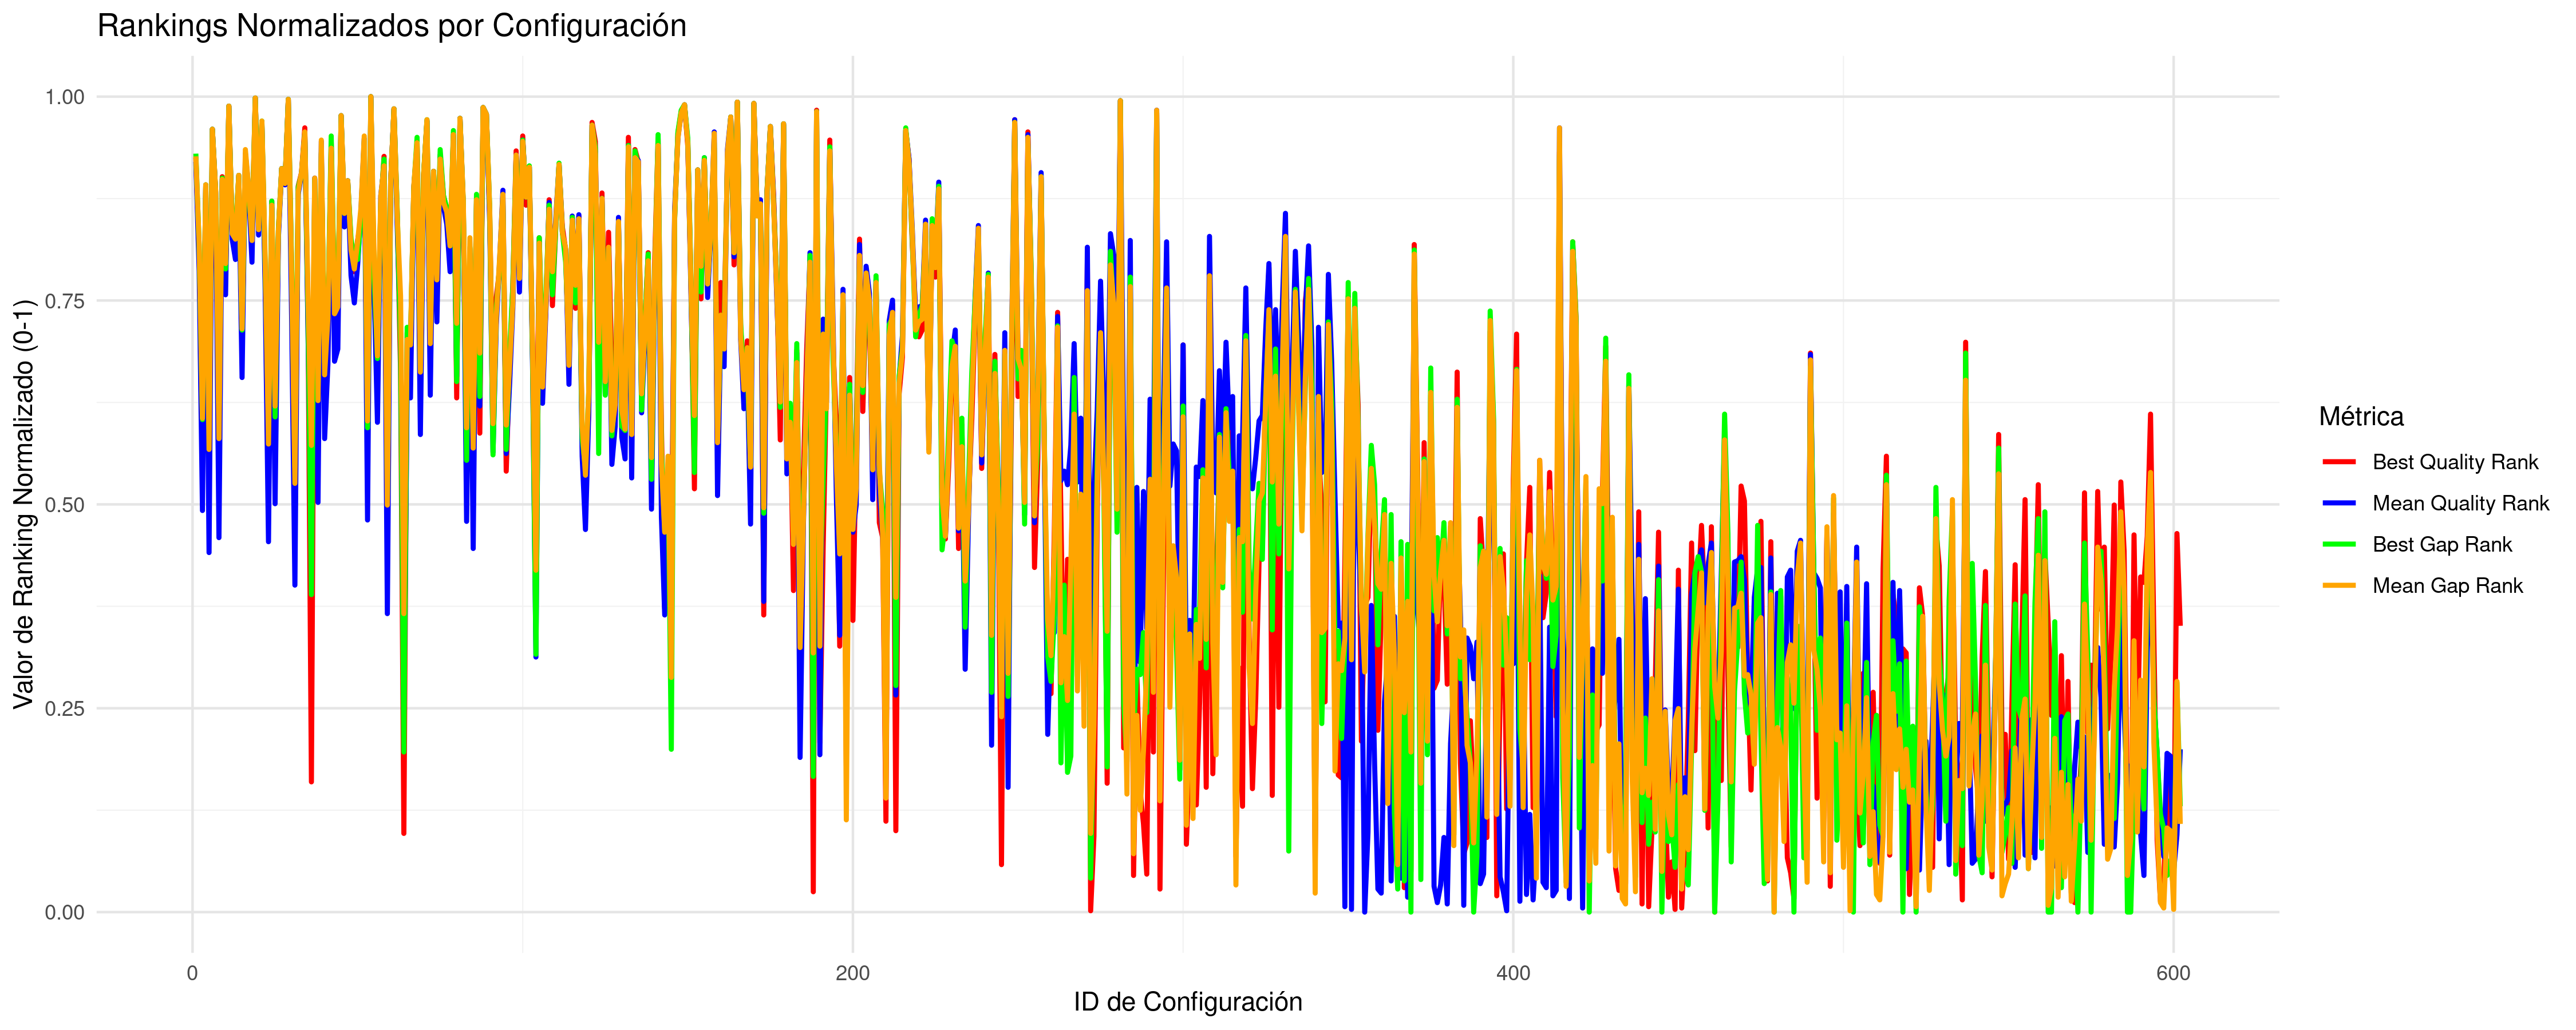 Rankings Normalizados por Configuración
Valor de Ranking Normalizado (0-1)
1.00
0.75
0.50
0.25
0.00
0
200
400
600
ID de Configuración
Métrica
Best Quality Rank
Mean Quality Rank
Best Gap Rank
Mean Gap Rank